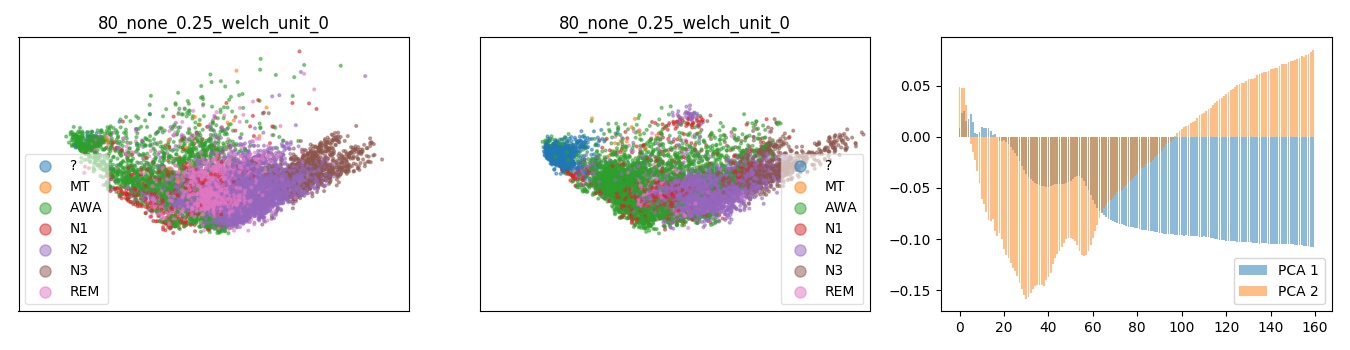 80_none_0.25_welch_unit_0
?
MT
AWA
N1
N2
N3
REM
80_none_0.25_welch_unit_0
?
MT
AWA
N1
N2
N3
REM
0.05
0.00
−0.05
−0.10
−0.15
0 20 40 60 80 100 120 140 160
PCA 1
PCA 2